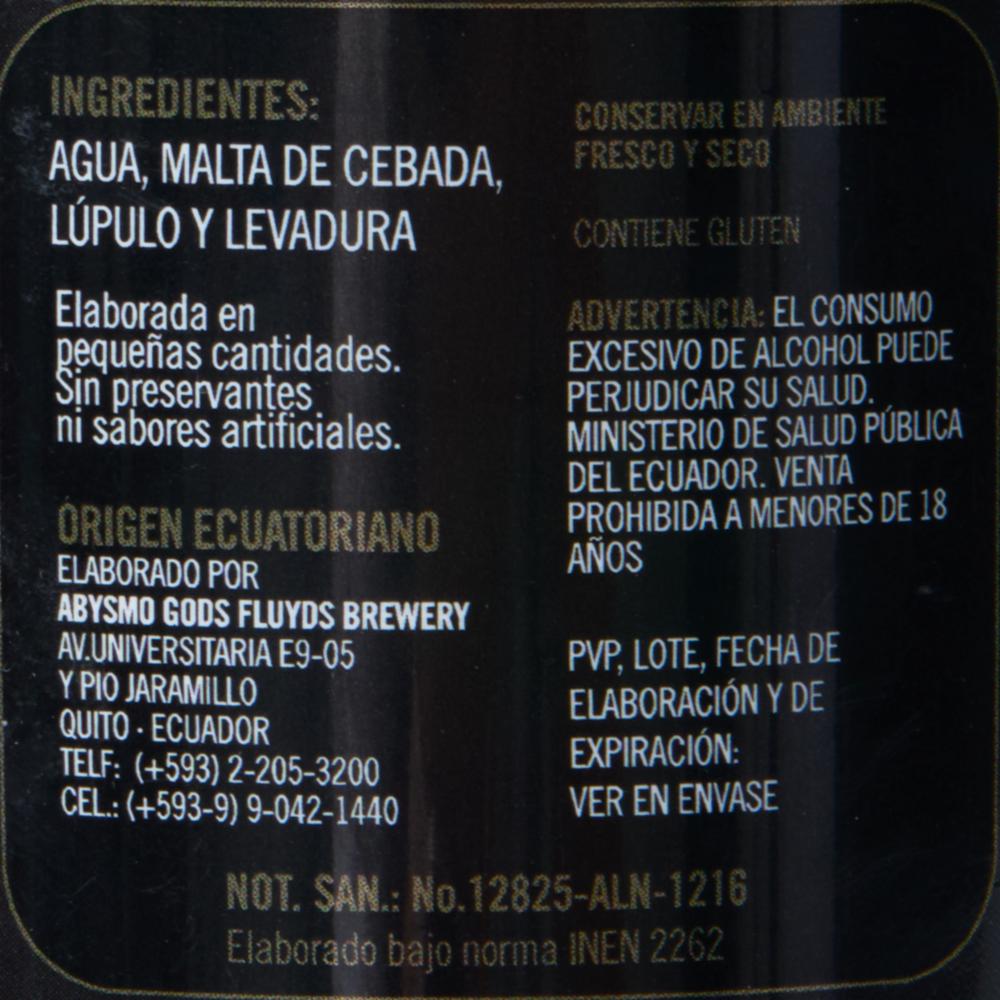 INGREDIENTES:
AGUA, MALTA DE CEBADA,
LÚPULO Y LEVADURA
Elaborada en
pequeñas cantidades.
Sin preservantes
ni sabores artificiales.
ORIGEN ECUATORIANO
ELABORADO POR
ABYSMO GODS FLUYDS BREWERY
AV.UNIVERSITARIA E9-05
Y PIO JARAMILLO
QUITO · ECUADOR
TELF: (+593) 2-205-3200
CEL.: (+593-9) 9-042-1440
CONSERVAR EN AMBIENTE
FRESCO Y SECO
CONTIENE GLUTEN
ADVERTENCIA: EL CONSUMO
EXCESIVO DE ALCOHOL PUEDE
PERJUDICAR SU SALUD.
MINISTERIO DE SALUD PÚBLICA
DEL ECUADOR. VENTA
PROHIBIDA A MENORES DE 18
AÑOS
PVP, LOTE, FECHA DE
ELABORACIÓN Y DE
EXPIRACIÓN:
VER EN ENVASE
NOT. SAN.: No.12825-ALN-1216
Elaborado bajo norma INEN 2262